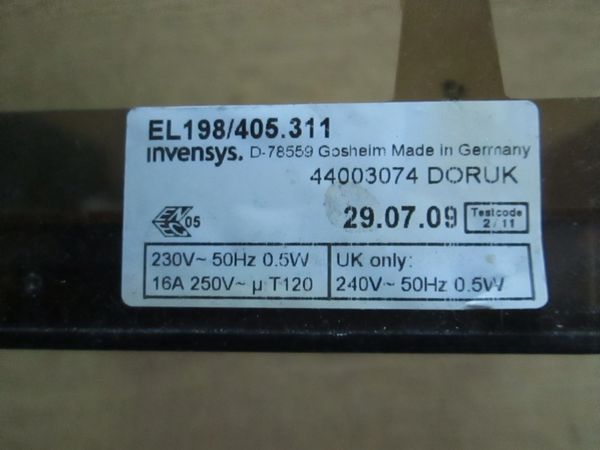 EL198/405.311
invensys. D-78559 Gosheim Made in Germany
44003074 DORUK
ENEC 05
29.07.09 Testcode 2/11
230V~ 50Hz 0.5W
16A 250V~ µ T120
UK only:
240V~ 50Hz 0.5W